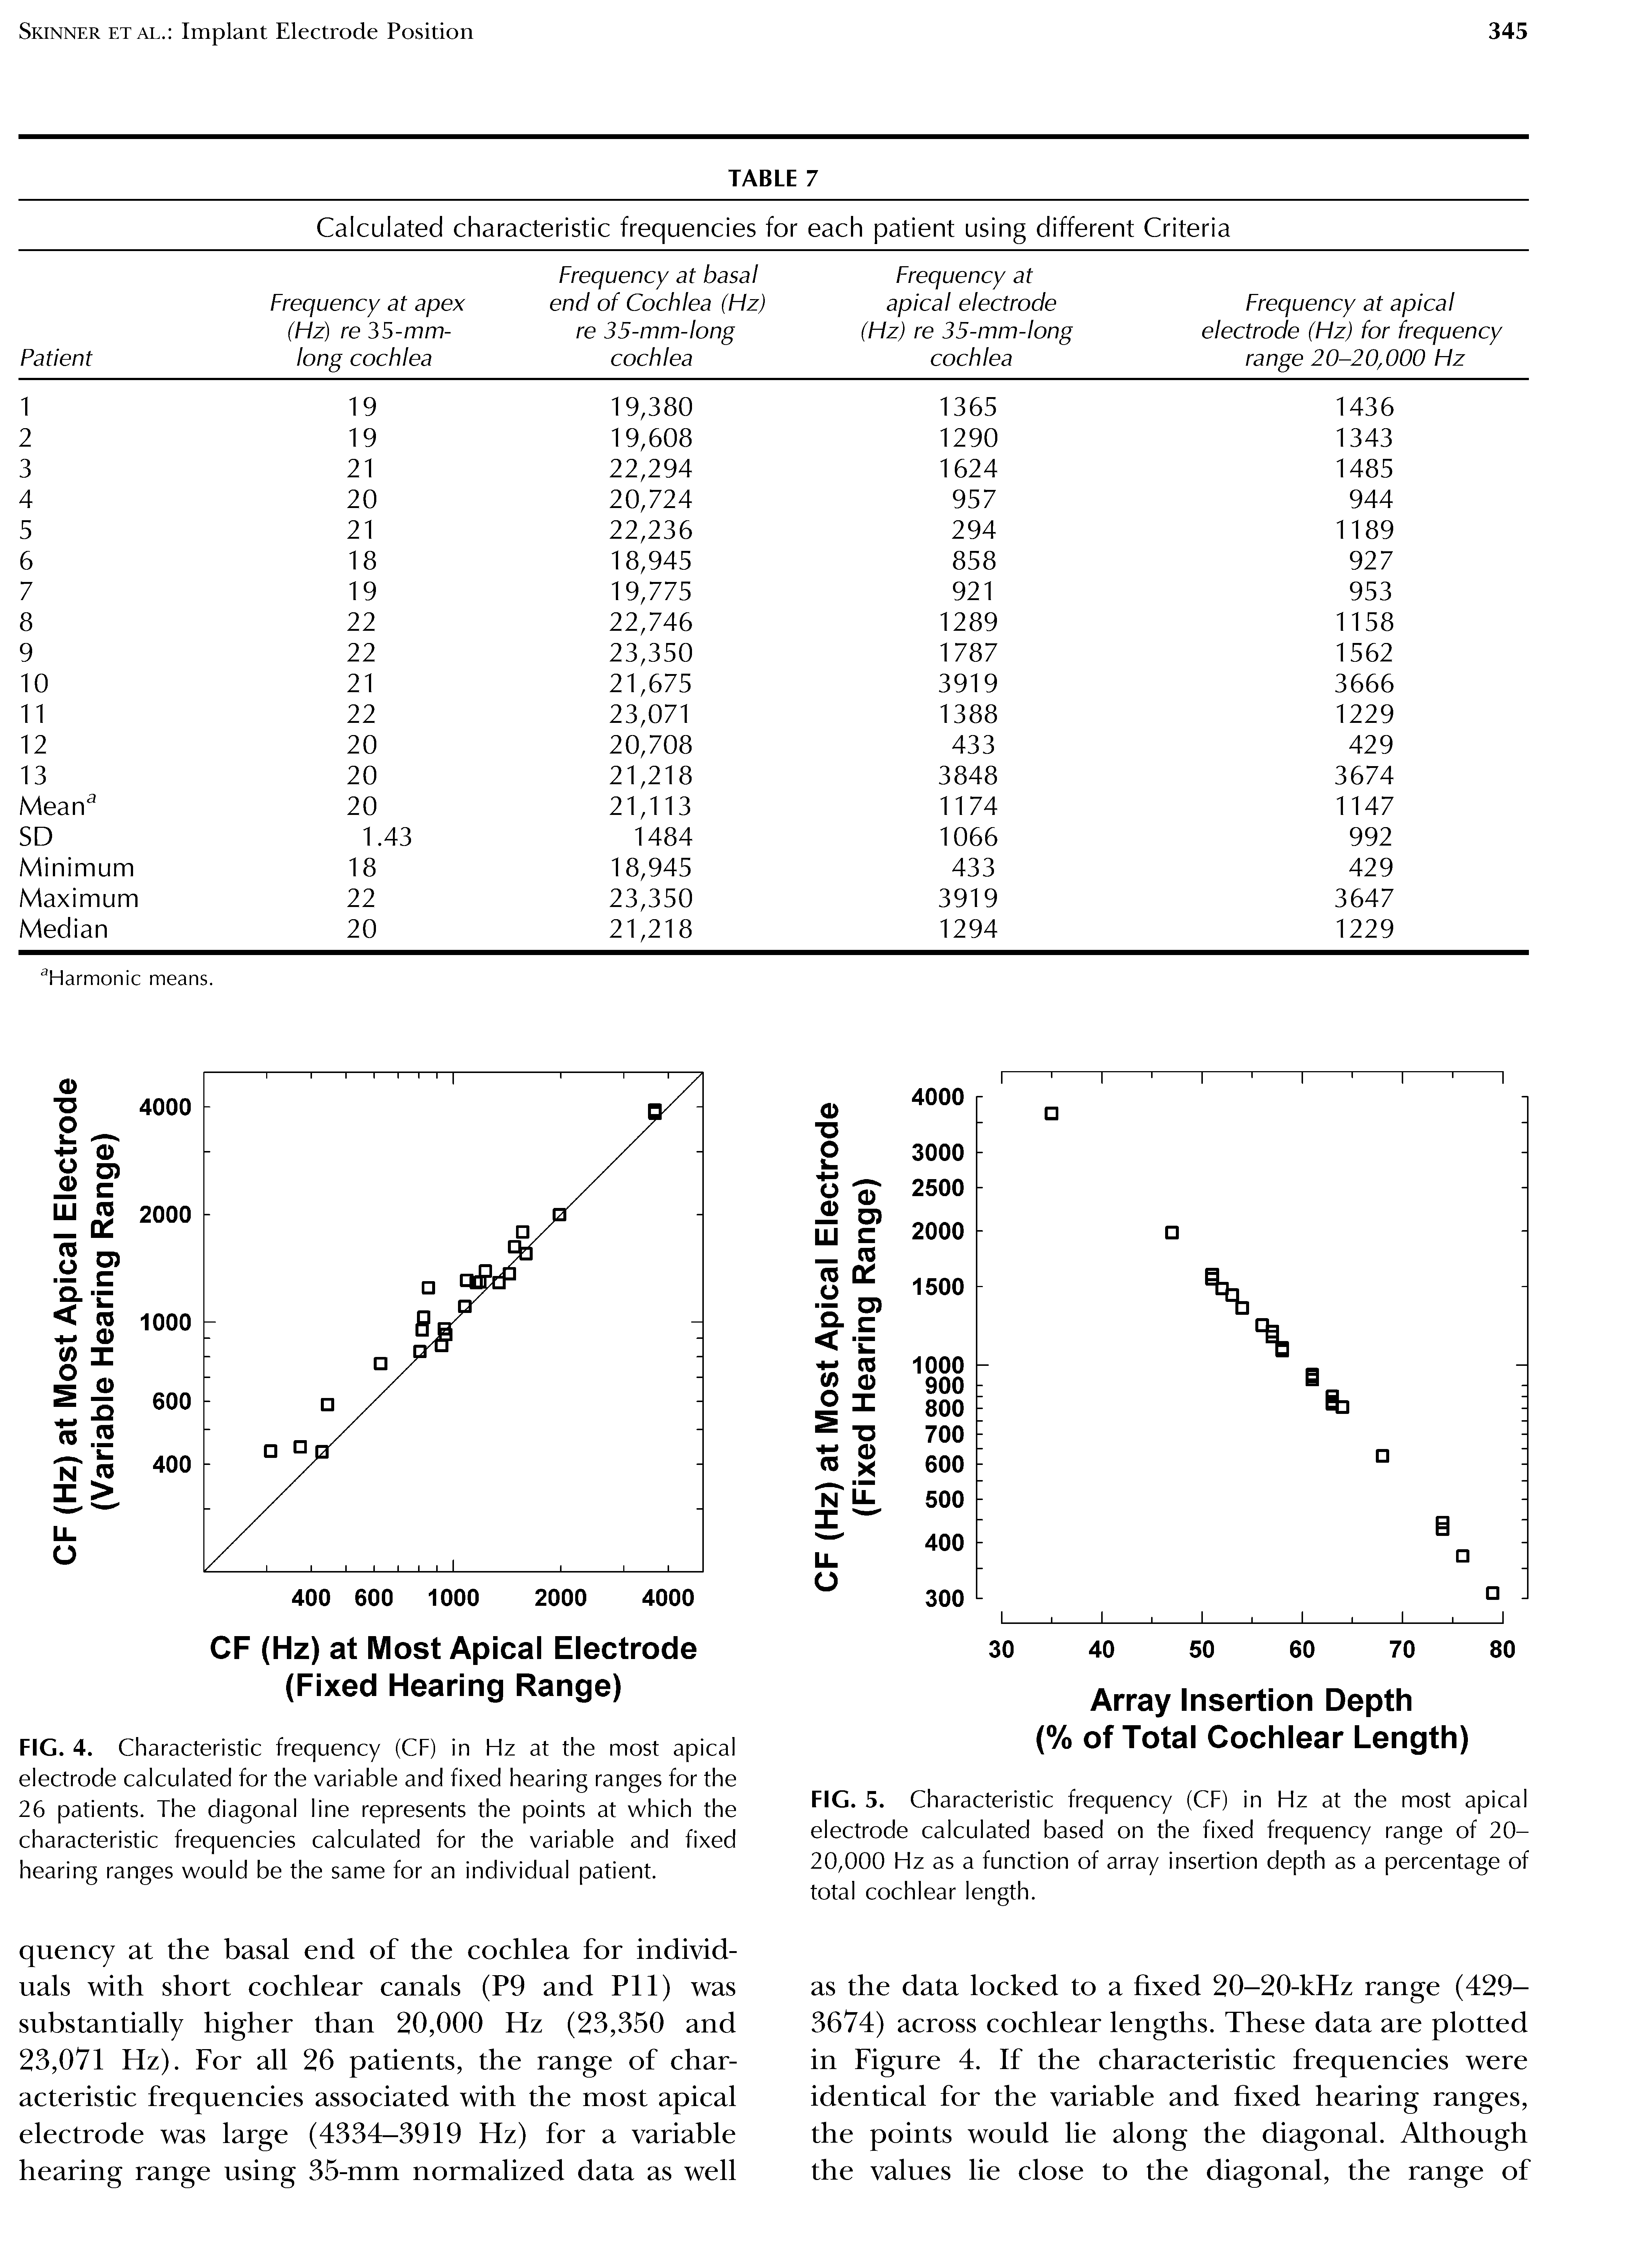 SKINNER ET AL.: Implant Electrode Position 345
TABLE 7
Calculated characteristic frequencies for each patient using different Criteria
Frequency at basal Frequency at
Frequency at apex end of Cochlea (Hz) apical electrode Frequency at apical
(Hz) re 35-mm- re 35-mm-long (Hz) re 35-mm-long electrode (Hz) for frequency
Patient long cochlea cochlea cochlea range 20–20,000 Hz
1 19 19,380 1365 1436
2 19 19,608 1290 1343
3 21 22,294 1624 1485
4 20 20,724 957 944
5 21 22,236 294 1189
6 18 18,945 858 927
7 19 19,775 921 953
8 22 22,746 1289 1158
9 22 23,350 1787 1562
10 21 21,675 3919 3666
11 22 23,071 1388 1229
12 20 20,708 433 429
13 20 21,218 3848 3674
Meanᵃ 20 21,113 1174 1147
SD 1.43 1484 1066 992
Minimum 18 18,945 433 429
Maximum 22 23,350 3919 3647
Median 20 21,218 1294 1229
ᵃHarmonic means.
CF (Hz) at Most Apical Electrode
(Variable Hearing Range)
4000
2000
1000
600
400
400 600 1000 2000 4000
CF (Hz) at Most Apical Electrode
(Fixed Hearing Range)
FIG. 4. Characteristic frequency (CF) in Hz at the most apical
electrode calculated for the variable and fixed hearing ranges for the
26 patients. The diagonal line represents the points at which the
characteristic frequencies calculated for the variable and fixed
hearing ranges would be the same for an individual patient.
quency at the basal end of the cochlea for individ-
uals with short cochlear canals (P9 and P11) was
substantially higher than 20,000 Hz (23,350 and
23,071 Hz). For all 26 patients, the range of char-
acteristic frequencies associated with the most apical
electrode was large (4334–3919 Hz) for a variable
hearing range using 35-mm normalized data as well
CF (Hz) at Most Apical Electrode
(Fixed Hearing Range)
4000
3000
2500
2000
1500
1000
900
800
700
600
500
400
300
30 40 50 60 70 80
Array Insertion Depth
(% of Total Cochlear Length)
FIG. 5. Characteristic frequency (CF) in Hz at the most apical
electrode calculated based on the fixed frequency range of 20–
20,000 Hz as a function of array insertion depth as a percentage of
total cochlear length.
as the data locked to a fixed 20–20-kHz range (429–
3674) across cochlear lengths. These data are plotted
in Figure 4. If the characteristic frequencies were
identical for the variable and fixed hearing ranges,
the points would lie along the diagonal. Although
the values lie close to the diagonal, the range of